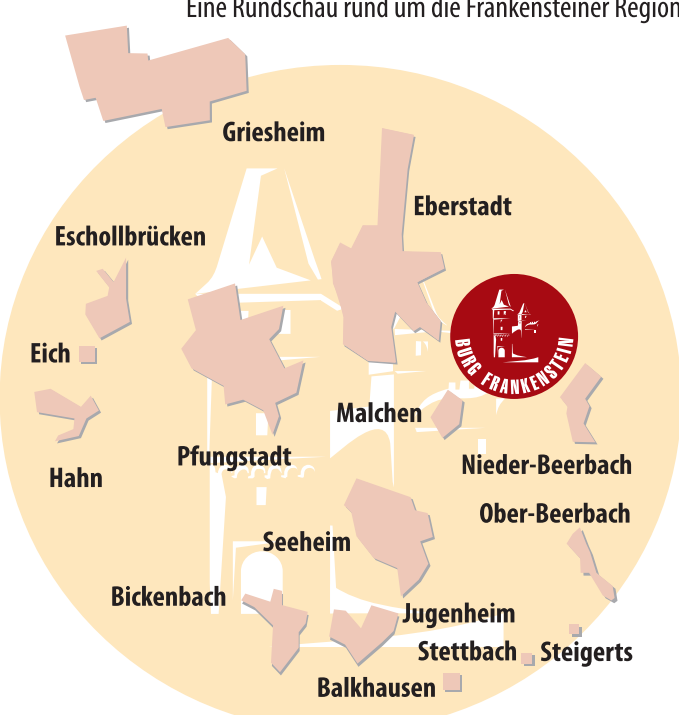 Eine Rundschau rund um die Frankensteiner Region
Griesheim
Eberstadt
Eschollbrücken
BURG FRANKENSTEIN
Eich
Malchen
Pfungstadt
Nieder-Beerbach
Hahn
Ober-Beerbach
Seeheim
Bickenbach
Jugenheim
Stettbach
Steigerts
Balkhausen